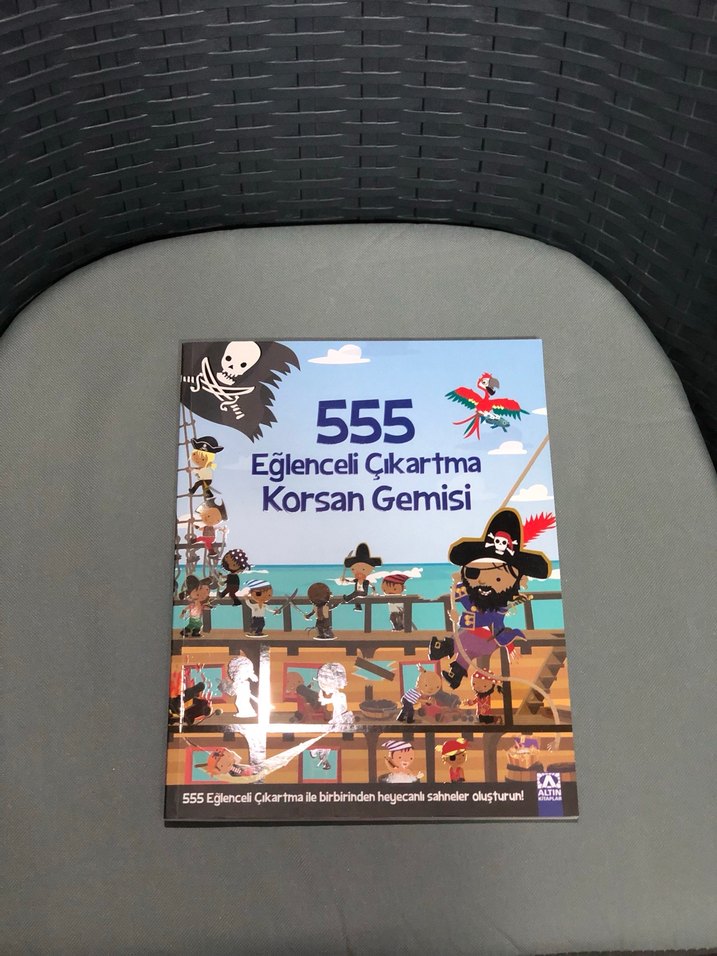 555
Eğlenceli Çıkartma
Korsan Gemisi
555 Eğlenceli Çıkartma ile birbirinden heyecanlı sahneler oluşturun!
ALTIN
KİTAPLAR